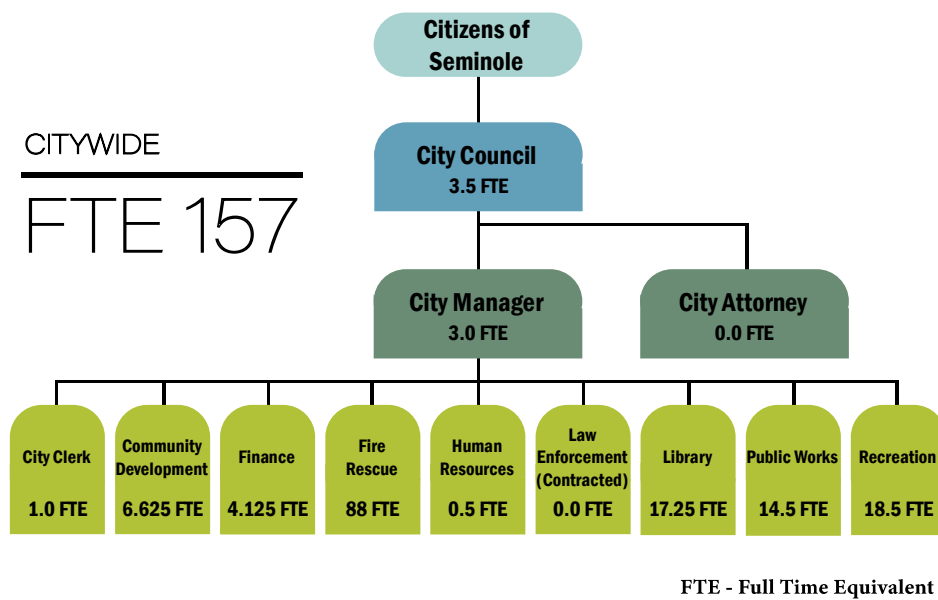 Citizens of
Seminole
CITYWIDE
FTE 157
City Council
3.5 FTE
City Manager
3.0 FTE
City Attorney
0.0 FTE
City Clerk
1.0 FTE
Community
Development
6.625 FTE
Finance
4.125 FTE
Fire
Rescue
88 FTE
Human
Resources
0.5 FTE
Law
Enforcement
(Contracted)
0.0 FTE
Library
17.25 FTE
Public Works
14.5 FTE
Recreation
18.5 FTE
FTE - Full Time Equivalent